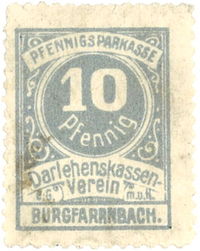 PFENNIGSPARKASSE
10
Pfennig
Darlehenskassen-
Verein
e.G. m.u.H.
BURGFARRNBACH.